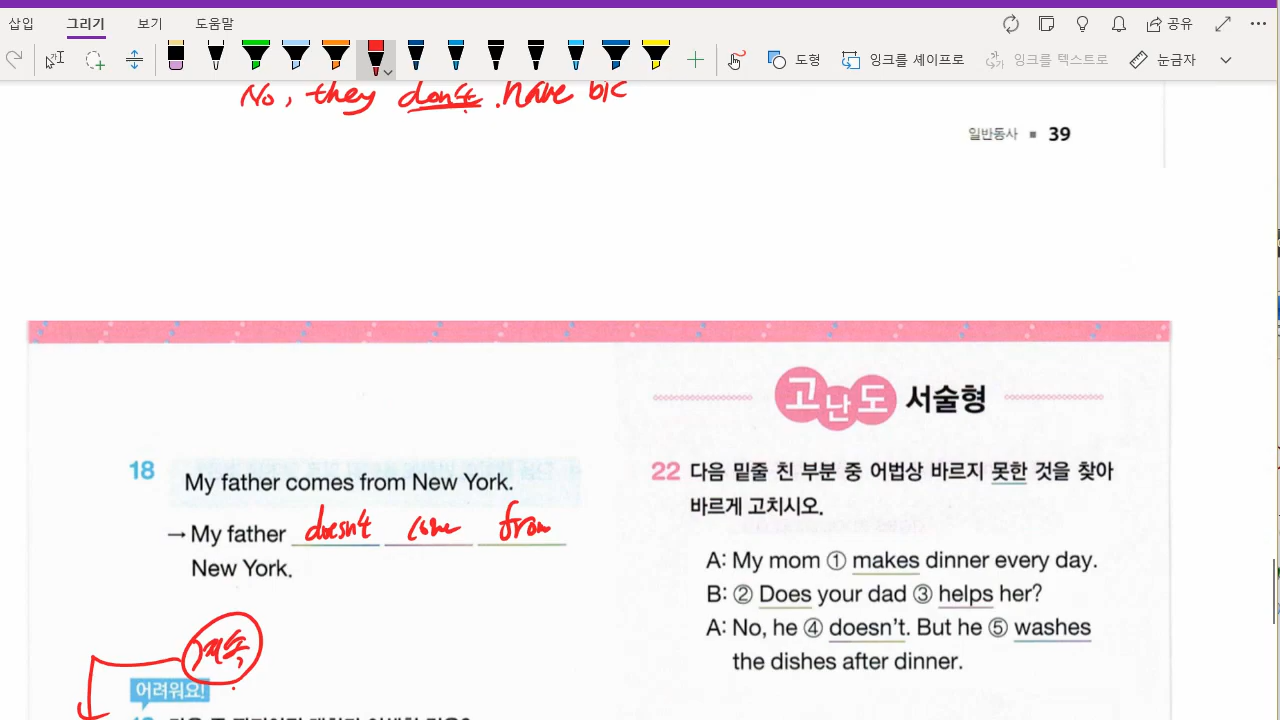 삽입 그리기 보기 도움말 공유
도형 잉크를 셰이프로 잉크를 텍스트로 눈금자
No, they don't have
일반동사 ■ 39
고난도 서술형
18 My father comes from New York.
→ My father doesn't come from
New York.
어려워요!
22 다음 밑줄 친 부분 중 어법상 바르지 못한 것을 찾아
바르게 고치시오.
A: My mom ① makes dinner every day.
B: ② Does your dad ③ helps her?
A: No, he ④ doesn't. But he ⑤ washes
the dishes after dinner.